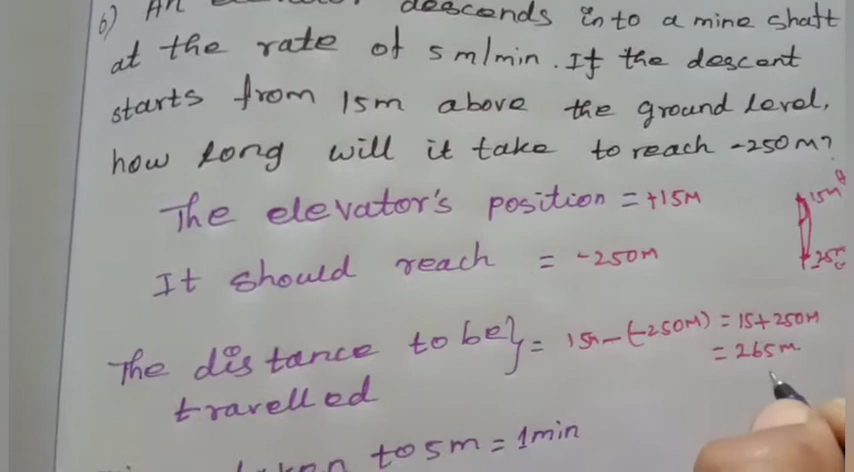 6) An descends into a mine shaft
at the rate of 5m/min. If the descent
starts from 15m above the ground level,
how long will it take to reach -250m?
The elevator's position = +15M
15m
It should reach = -250M
The distance to be} = 15m-(-250M) = 15+250M
travelled
= 265m
to 5m = 1min